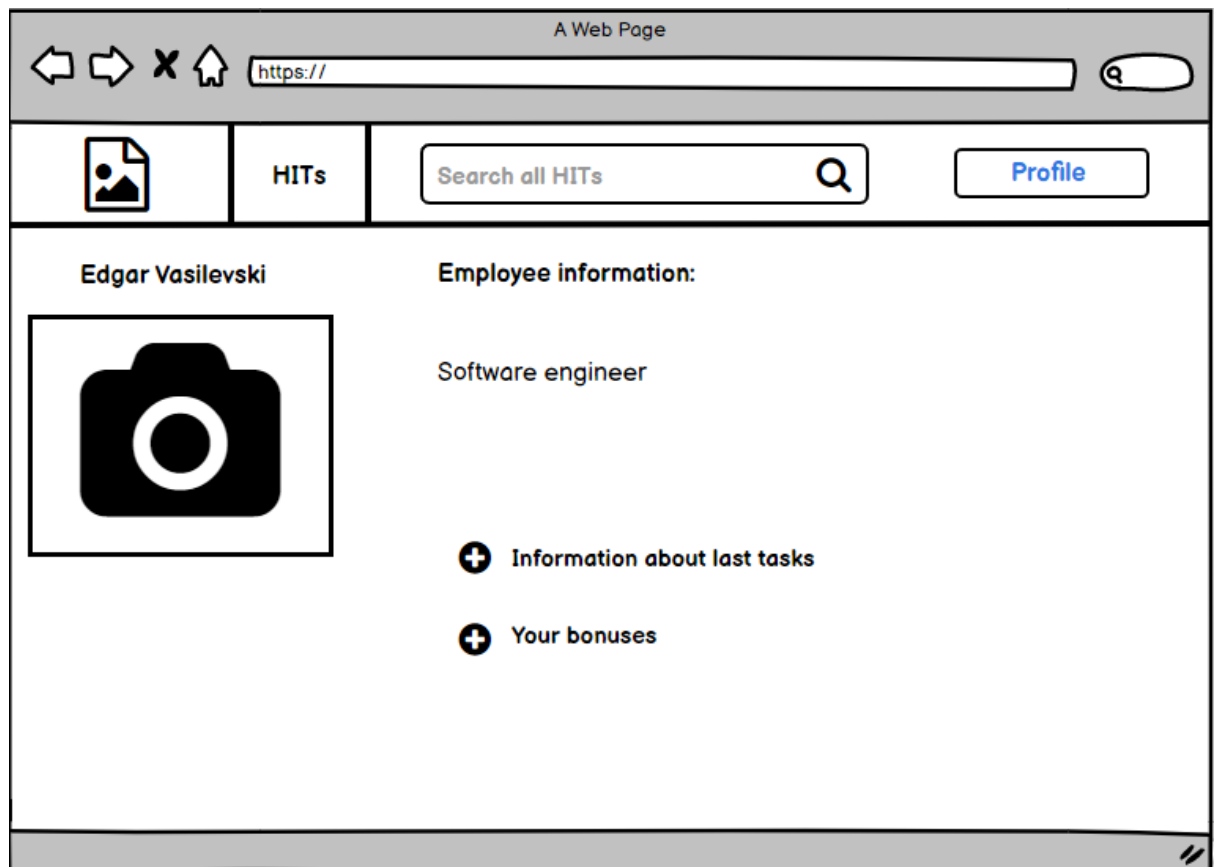 A Web Page
https://
HITs
Search all HITs
Profile
Edgar Vasilevski
Employee information:
Software engineer
Information about last tasks
Your bonuses